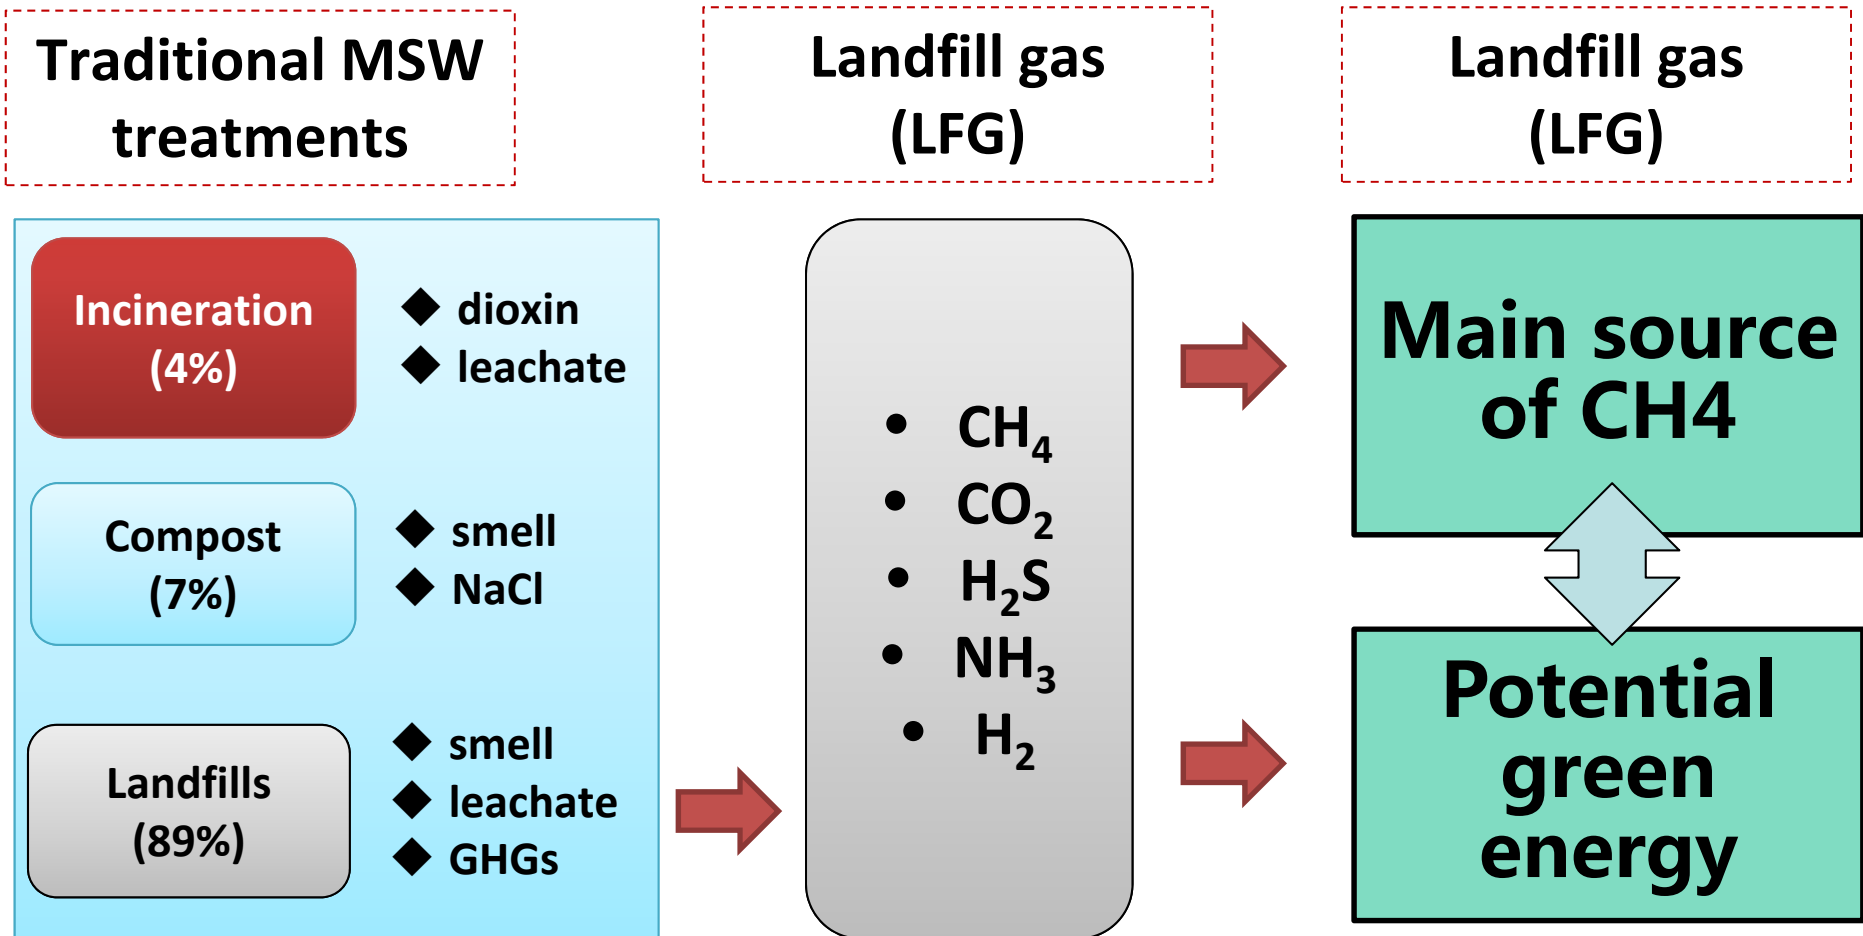 Traditional MSW
treatments
Landfill gas
(LFG)
Landfill gas
(LFG)
Incineration
(4%)
◆ dioxin
◆ leachate
Compost
(7%)
◆ smell
◆ NaCl
Landfills
(89%)
◆ smell
◆ leachate
◆ GHGs
• CH₄
• CO₂
• H₂S
• NH₃
• H₂
Main source
of CH4
Potential
green
energy